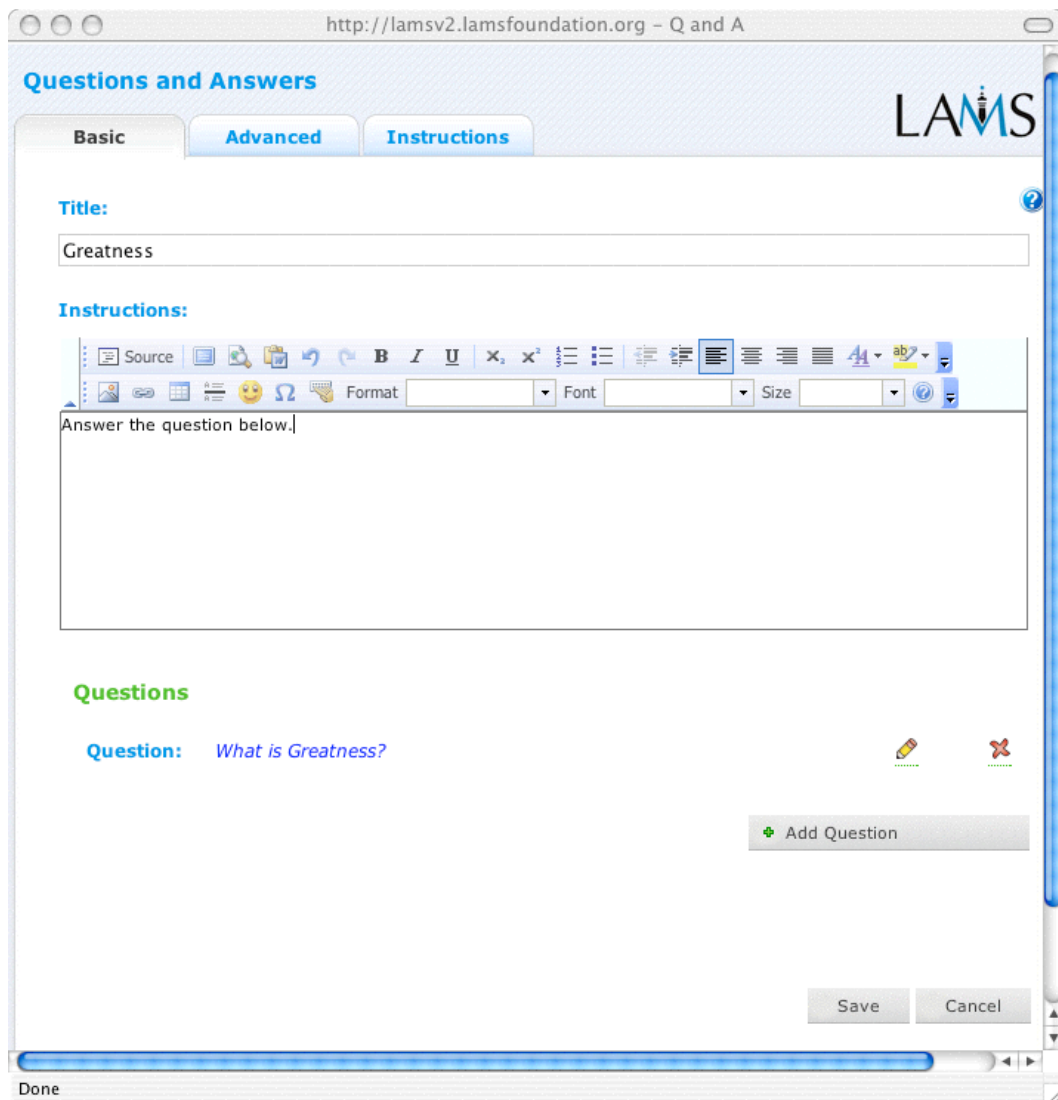 http://lamsv2.lamsfoundation.org – Q and A
Questions and Answers
LAMS
Basic Advanced Instructions
Title:
Greatness
Instructions:
Source B I U
Format Font Size
Answer the question below.
Questions
Question: What is Greatness?
Add Question
Save Cancel
Done